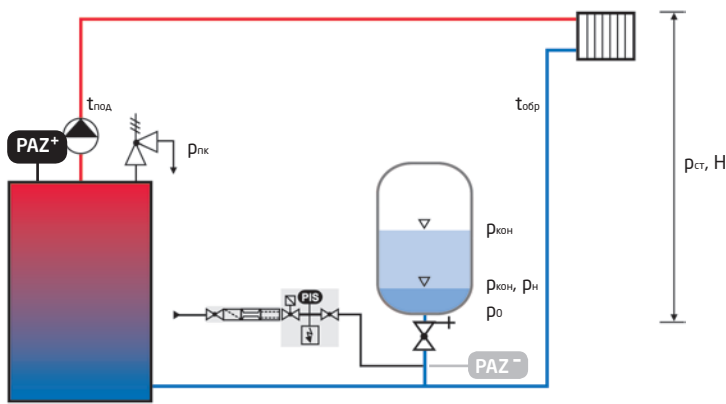 tпод
PAZ+
pпк
tобр
pст, H
pкон
PIS
pкон, pн
p0
PAZ −